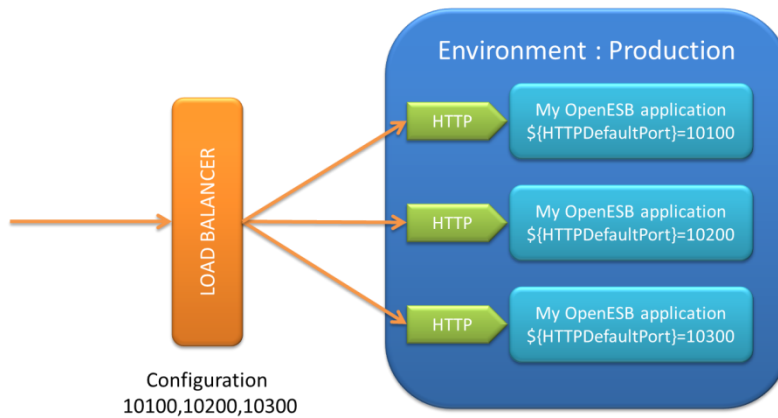 Environment : Production
HTTP
My OpenESB application
${HTTPDefaultPort}=10100
LOAD BALANCER
HTTP
My OpenESB application
${HTTPDefaultPort}=10200
HTTP
My OpenESB application
${HTTPDefaultPort}=10300
Configuration
10100,10200,10300